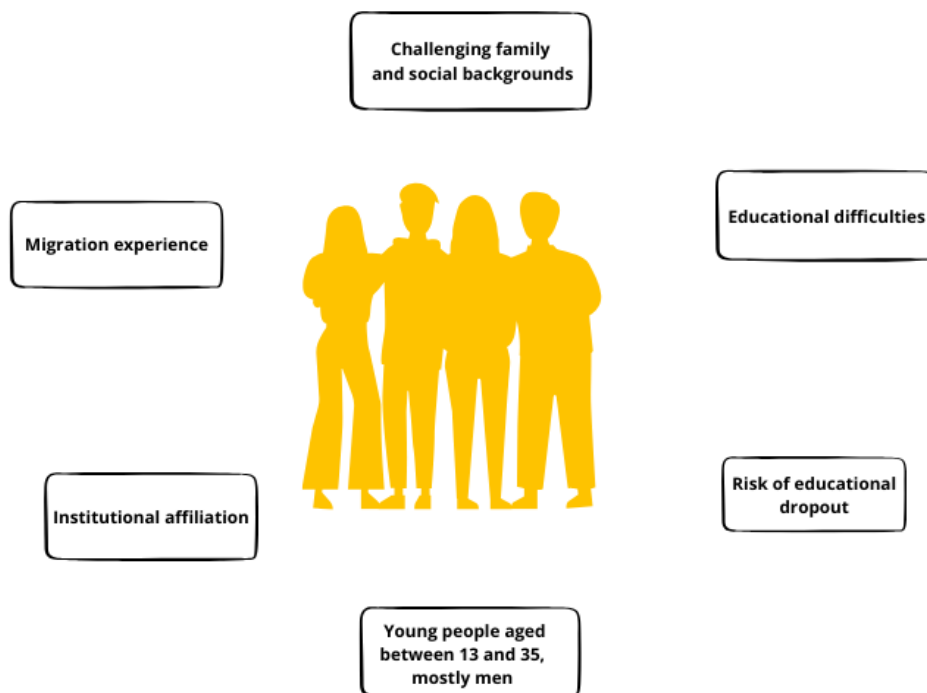 Challenging family
and social backgrounds
Migration experience
Educational difficulties
Institutional affiliation
Risk of educational
dropout
Young people aged
between 13 and 35,
mostly men